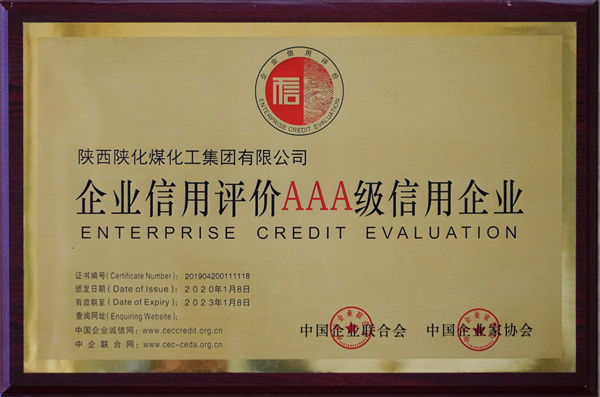 企业信用评价
信
ENTERPRISE CREDIT EVALUATION
陕西陕化煤化工集团有限公司
企业信用评价AAA级信用企业
ENTERPRISE CREDIT EVALUATION
证书编号(Certificate Number): 201904200111118
颁发日期(Date of Issue): 2020年1月8日
有效期至(Date of Expiry): 2023年1月8日
查询网址(Enquiring Website):
中国企业诚信网: www.ceccredit.org.cn
中企联合网: www.cec-ceda.org.cn
中国企业联合会 中国企业家协会